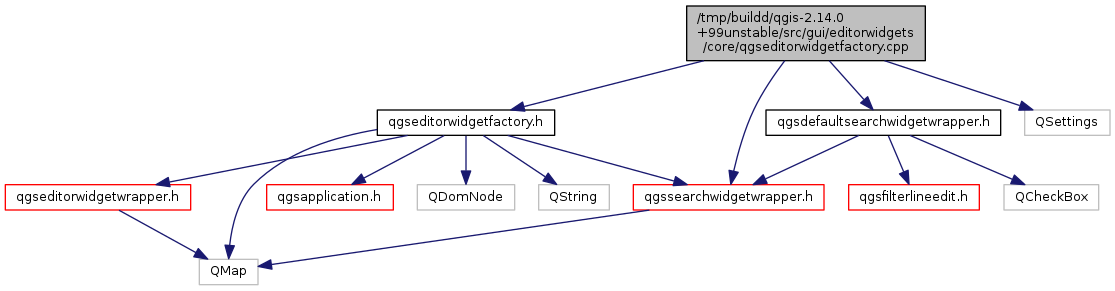 /tmp/buildd/qgis-2.14.0
+99unstable/src/gui/editorwidgets
/core/qgseditorwidgetfactory.cpp
qgseditorwidgetfactory.h
qgsdefaultsearchwidgetwrapper.h
QSettings
qgseditorwidgetwrapper.h
qgsapplication.h
QDomNode
QString
qgssearchwidgetwrapper.h
qgsfilterlineedit.h
QCheckBox
QMap